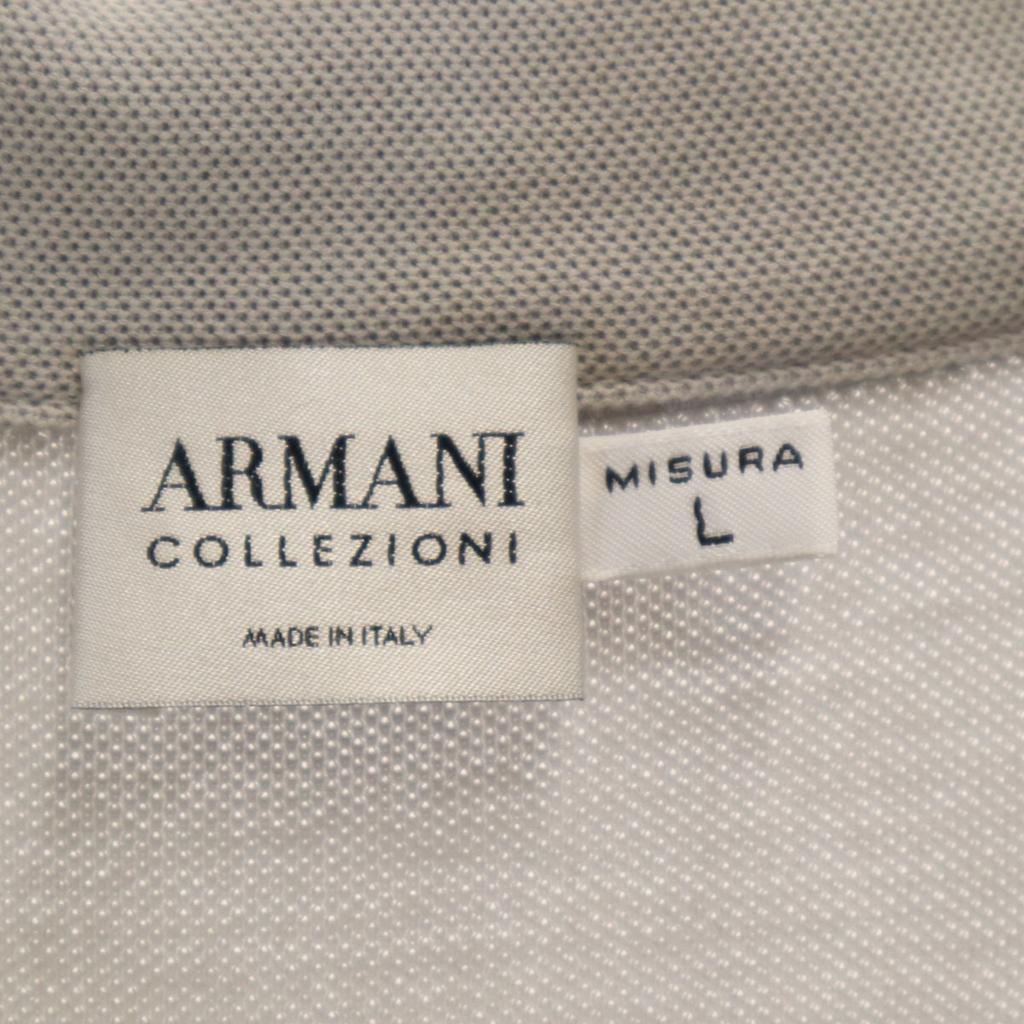 ARMANI
COLLEZIONI
MADE IN ITALY
MISURA
L